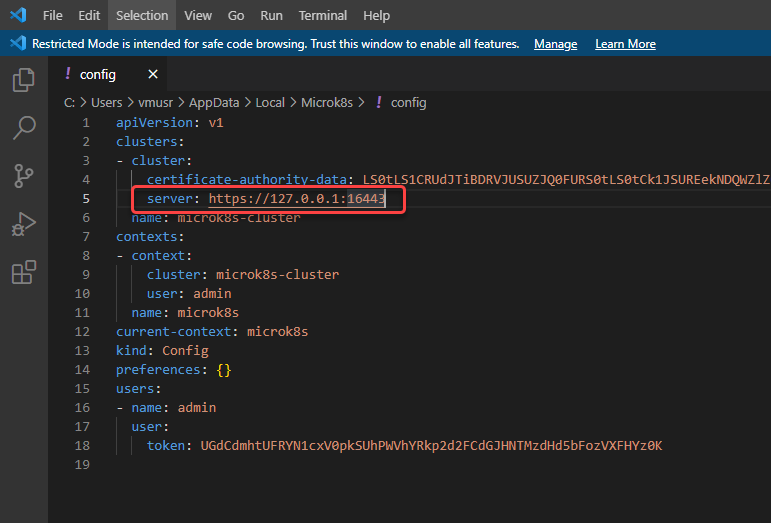 File Edit Selection View Go Run Terminal Help
Restricted Mode is intended for safe code browsing. Trust this window to enable all features. Manage Learn More
! config ×
C: > Users > vmusr > AppData > Local > Microk8s > ! config
1 apiVersion: v1
2 clusters:
3 - cluster:
4 certificate-authority-data: LS0tLS1CRUdJTiBDRVJUSUZJQ0FURS0tLS0tCk1JSUREekNDQWZlZ
5 server: https://127.0.0.1:16443
6 name: microk8s-cluster
7 contexts:
8 - context:
9 cluster: microk8s-cluster
10 user: admin
11 name: microk8s
12 current-context: microk8s
13 kind: Config
14 preferences: {}
15 users:
16 - name: admin
17 user:
18 token: UGdCdmhtUFRYN1cxV0pkSUhPWVhYRkp2d2FCdGJHNTMzdHd5bFozVXFHYz0K
19